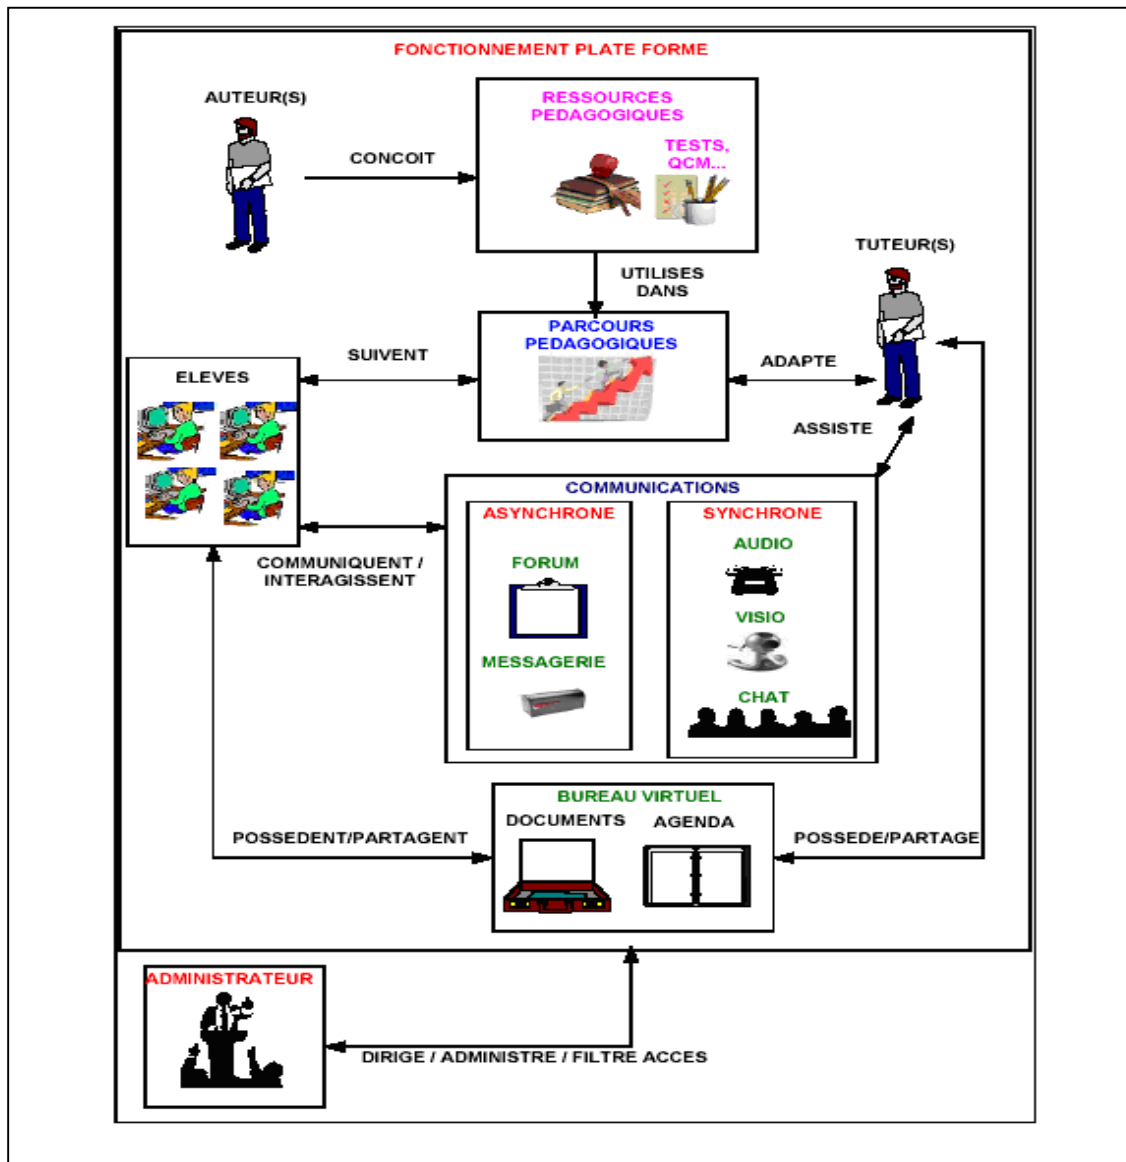 FONCTIONNEMENT PLATE FORME
AUTEUR(S)
RESSOURCES
PEDAGOGIQUES
TESTS,
QCM...
CONCOIT
TUTEUR(S)
UTILISES
DANS
PARCOURS
PEDAGOGIQUES
SUIVENT
ADAPTE
ELEVES
ASSISTE
COMMUNICATIONS
ASYNCHRONE
SYNCHRONE
AUDIO
FORUM
COMMUNIQUENT /
INTERAGISSENT
VISIO
MESSAGERIE
CHAT
BUREAU VIRTUEL
DOCUMENTS
AGENDA
POSSEDENT/PARTAGENT
POSSEDE/PARTAGE
ADMINISTRATEUR
DIRIGE / ADMINISTRE / FILTRE ACCES